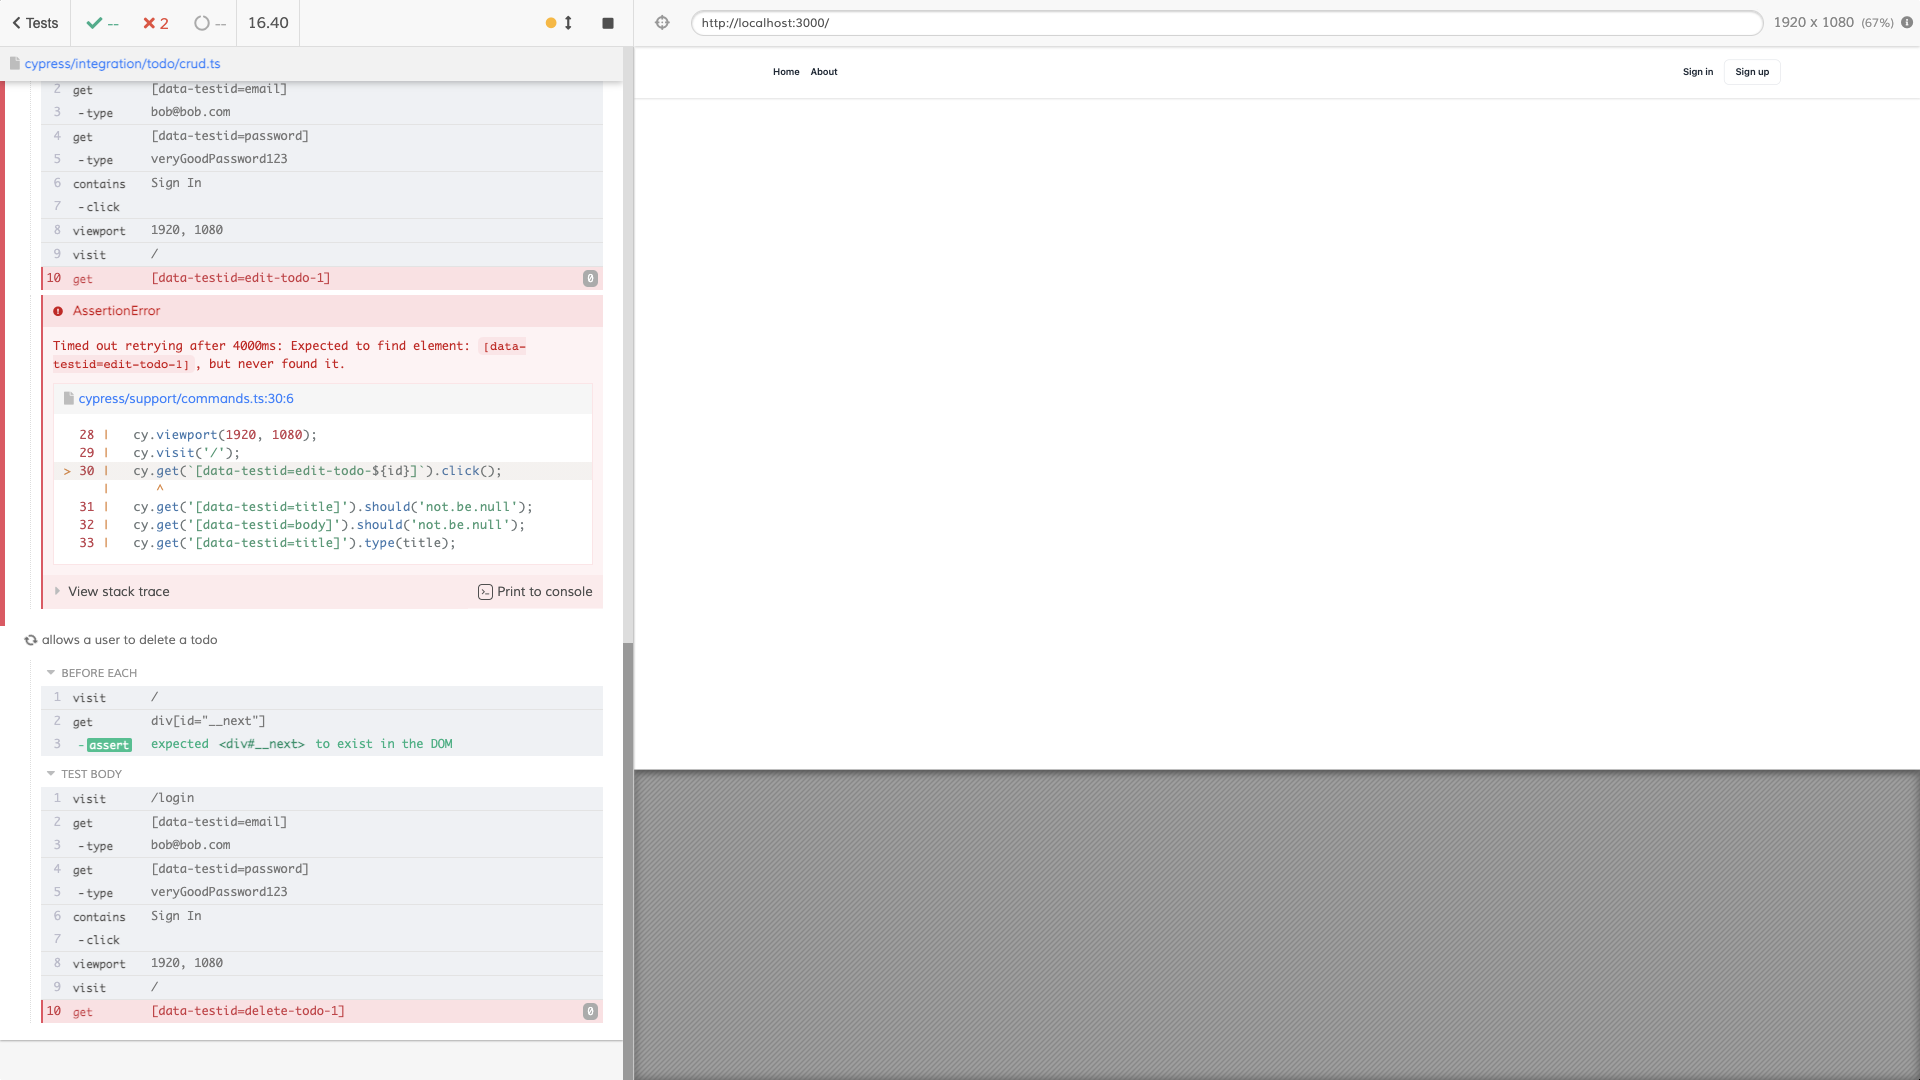 Tests
--
2
--
16.40
http://localhost:3000/
1920 x 1080 (67%)
cypress/integration/todo/crud.ts
Home About
Sign in Sign up
2 get [data-testid=email]
3 -type bob@bob.com
4 get [data-testid=password]
5 -type veryGoodPassword123
6 contains Sign In
7 -click
8 viewport 1920, 1080
9 visit /
10 get [data-testid=edit-todo-1] 0
AssertionError
Timed out retrying after 4000ms: Expected to find element: [data-
testid=edit-todo-1], but never found it.
cypress/support/commands.ts:30:6
28 | cy.viewport(1920, 1080);
29 | cy.visit('/');
> 30 | cy.get(`[data-testid=edit-todo-${id}]`).click();
| ^
31 | cy.get('[data-testid=title]').should('not.be.null');
32 | cy.get('[data-testid=body]').should('not.be.null');
33 | cy.get('[data-testid=title]').type(title);
View stack trace
Print to console
allows a user to delete a todo
BEFORE EACH
1 visit /
2 get div[id="__next"]
3 -assert expected <div#__next> to exist in the DOM
TEST BODY
1 visit /login
2 get [data-testid=email]
3 -type bob@bob.com
4 get [data-testid=password]
5 -type veryGoodPassword123
6 contains Sign In
7 -click
8 viewport 1920, 1080
9 visit /
10 get [data-testid=delete-todo-1] 0